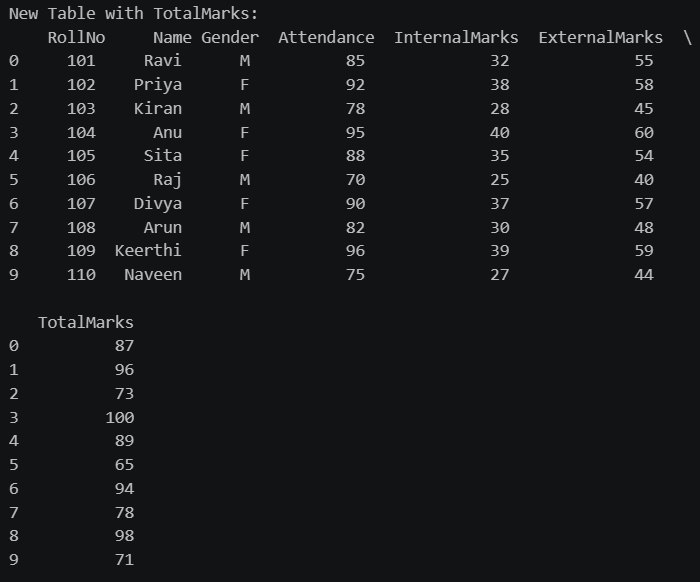 New Table with TotalMarks:
    RollNo      Name Gender  Attendance  InternalMarks  ExternalMarks  \
0     101      Ravi      M          85             32             55
1     102     Priya      F          92             38             58
2     103     Kiran      M          78             28             45
3     104       Anu      F          95             40             60
4     105      Sita      F          88             35             54
5     106       Raj      M          70             25             40
6     107     Divya      F          90             37             57
7     108      Arun      M          82             30             48
8     109  Keerthi      F          96             39             59
9     110   Naveen      M          75             27             44

   TotalMarks
0          87
1          96
2          73
3         100
4          89
5          65
6          94
7          78
8          98
9          71